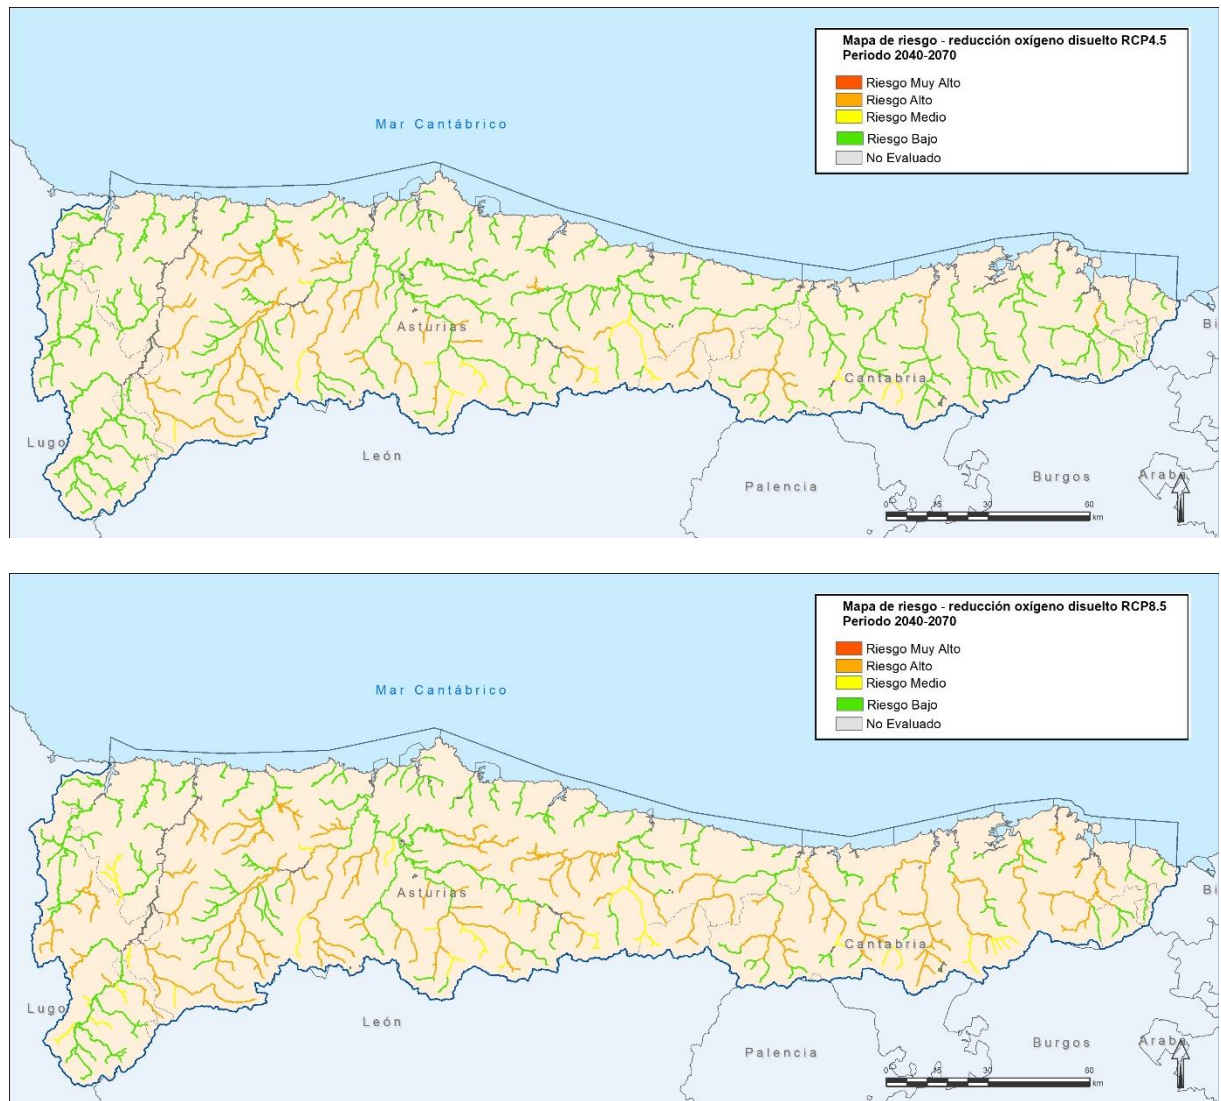 Mapa de riesgo - reducción oxígeno disuelto RCP4.5
Periodo 2040-2070
Riesgo Muy Alto
Riesgo Alto
Riesgo Medio
Riesgo Bajo
No Evaluado
Mar Cantábrico
Asturias
Bi
Cantabria
Lugo
León
Palencia
Burgos
Araba
0 15 30 60
km
Mapa de riesgo - reducción oxígeno disuelto RCP8.5
Periodo 2040-2070
Riesgo Muy Alto
Riesgo Alto
Riesgo Medio
Riesgo Bajo
No Evaluado
Mar Cantábrico
Asturias
Bi
Cantabria
Lugo
León
Palencia
Burgos
Araba
0 15 30 60
km